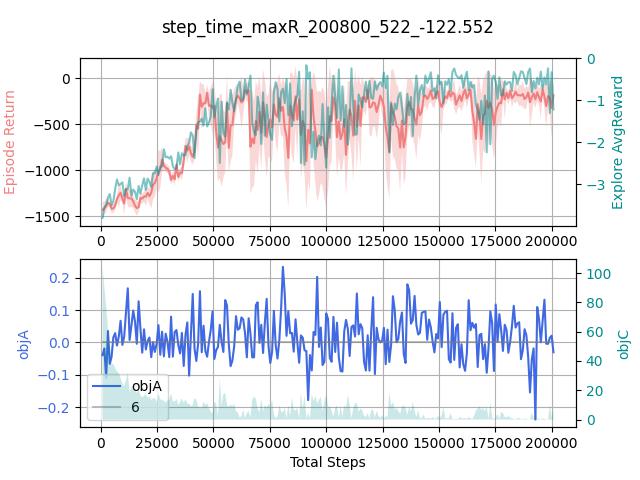 step_time_maxR_200800_522_-122.552
Episode Return
0
−500
−1000
−1500
0
−1
−2
−3
Explore AvgReward
0 25000 50000 75000 100000 125000 150000 175000 200000
objA
0.2
0.1
0.0
−0.1
−0.2
objA
6
100
80
60
40
20
0
objC
0 25000 50000 75000 100000 125000 150000 175000 200000
Total Steps